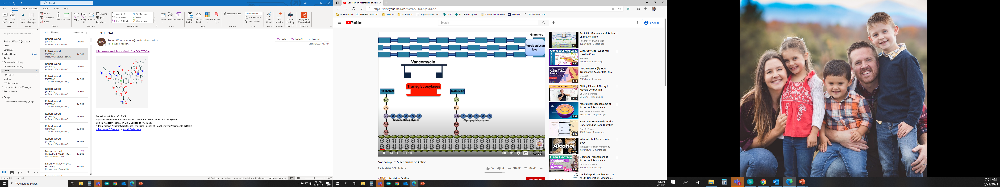 Search
File Home Send / Receive Folder View Help
New Email
New Items
New
Meet Now
Schedule Meeting
Webex
Ignore
Clean Up
Junk
Delete
Archive
Delete
Reply
Reply All
Forward
Meeting
IM
More
Respond
Move to: ?
Team Email
Reply & Delete
To Manager
Done
Create New
Quick Steps
Move
Rules
OneNote
Move
Assign Policy
Unread/ Read
Categorize
Follow Up
Tags
Browse Groups
Groups
Search People
Address Book
Filter Email
Find
Read Aloud
Speech
Get Add-ins
Add-ins
Report Phishing
VA CSOC
Reply with Meeting Poll
FindTime
Drag Your Favorite Folders Here
Robert.Wood5@va.gov
Drafts
Sent Items
Deleted Items 2663
Archive
Conversation History
Conversation History
Inbox 2
Junk Email [1]
Outbox
RSS Subscriptions
z_Imported Archive Messages
Search Folders
Groups
You have not joined any groups...
All Unread By Date
Robert Wood
[EXTERNAL] Sat 6/19
-- Robert Wood, PharmD,
Robert Wood
[EXTERNAL] Sat 6/19
https://www.youtube.com/w
Robert Wood
[EXTERNAL] Sat 6/19
-- Robert Wood, PharmD,
Robert Wood
[EXTERNAL] Sat 6/19
-- Robert Wood, PharmD,
Robert Wood
[EXTERNAL] Sat 6/19
-- Robert Wood, PharmD,
Robert Wood
[EXTERNAL] Sat 6/19
-- Robert Wood, PharmD,
Robert Wood
[EXTERNAL] Sat 6/19
-- Robert Wood, PharmD,
Robert Wood
[EXTERNAL] Sat 6/19
-- Robert Wood, PharmD,
Robert Wood
[EXTERNAL] Sat 6/19
-- Robert Wood, PharmD,
Mount, Ketrin H.
RE: RESIDENT PROJECT IDE... Fri 6/18
LAST AND FINAL CALL....
Elliott, Whitney V. (M...
Pizza Today Fri 6/18
Hey everyone, Pizza will be
Mount, Ketrin H.
[EXTERNAL]
RW
Robert Wood <woodr@goldmail.etsu.edu>
To Wood, Robert C.
Reply Reply All Forward
Sat 6/19/2021 7:52 AM
https://www.youtube.com/watch?v=fOCXqYYDCqA
--
Robert Wood, PharmD, BCPS
Inpatient Medicine Clinical Pharmacist, Mountain Home VA Healthcare System
Clinical Assistant Professor, ETSU College of Pharmacy
Administrative Assistant, Northeast Tennessee Society of Healthsystem Pharmacists (NTSHP)
robert.wood5@va.gov or woodr@etsu.edu
Items: 4,511 Unread: 2
All folders are up to date. Connected to: Microsoft Exchange Display Settings 100%
Type here to search
7:01 AM
6/21/2021
Vancomycin: Mechanism of Acti
https://www.youtube.com/watch?v=fOCXqYYDCqA
VA Bookmarks
EHRI Electronic Offi...
Favorites
VA Shortcuts
http--www.med.um...
CPPO
PBM Formulary Ma...
VA Formulary Advisor
TheraDoc
CMOP Product Loo...
YouTube
Search
SIGN IN
Gram +ve
Peptidoglycan layer
Vancomycin
Transglycosylases
NAM-NAG NAM-NAG
L-A L-A
D-G D-G
L-L G G G G G L-L G G G G G
Glycopeptide polymer Glycopeptide polymer
D-A D-A
D-A D-A
0:00 / 0:51
Vancomycin: Mechanism of Action
8,253 views • Apr 5, 2018
56 8 SHARE SAVE
Dr Matt & Dr Mike
SUBSCRIBE
Penicillin Mechanism of Action animation video
Pharmacology Animation
122K views • 3 years ago
3:10
VANCOMYCIN
VANCOMYCIN - What You Need to Know
Medinaz
44K views • 3 years ago
9:56
How Tranexamic Acid (TXA) Stops Bleeding
INFORMATIVE How Tranexamic Acid (#TXA) Sto...
IshtmCTU
36K views • 1 year ago
3:11
SLIDING FILAMENT THEORY
Sliding Filament Theory | Muscle Contraction
Dr Matt & Dr Mike
5K views • 1 month ago
19:19
Macrolides: Mechanisms of Action and Resistance
Mechanisms in Medicine
288K views • 10 years ago
6:07
How Does Furosemide Work? Understanding Loop Diuretics
Zero To Finals
118K views • 2 years ago
8:39
Alcohol
What Alcohol Does to Your Body
Institute of Human Anatomy
4.1M views • 3 months ago
27:38
Beta Lactam Mechanism of Action
β-lactam | Mechanism of Action and Resistance
Dr Matt & Dr Mike
15K views • 1 year ago
8:52
Cephalosporins
Cephalosporin Antibiotics: 1st to 5th Generation, Mechanis...
7:01 AM
6/21/2021
7:01 AM
6/21/2021